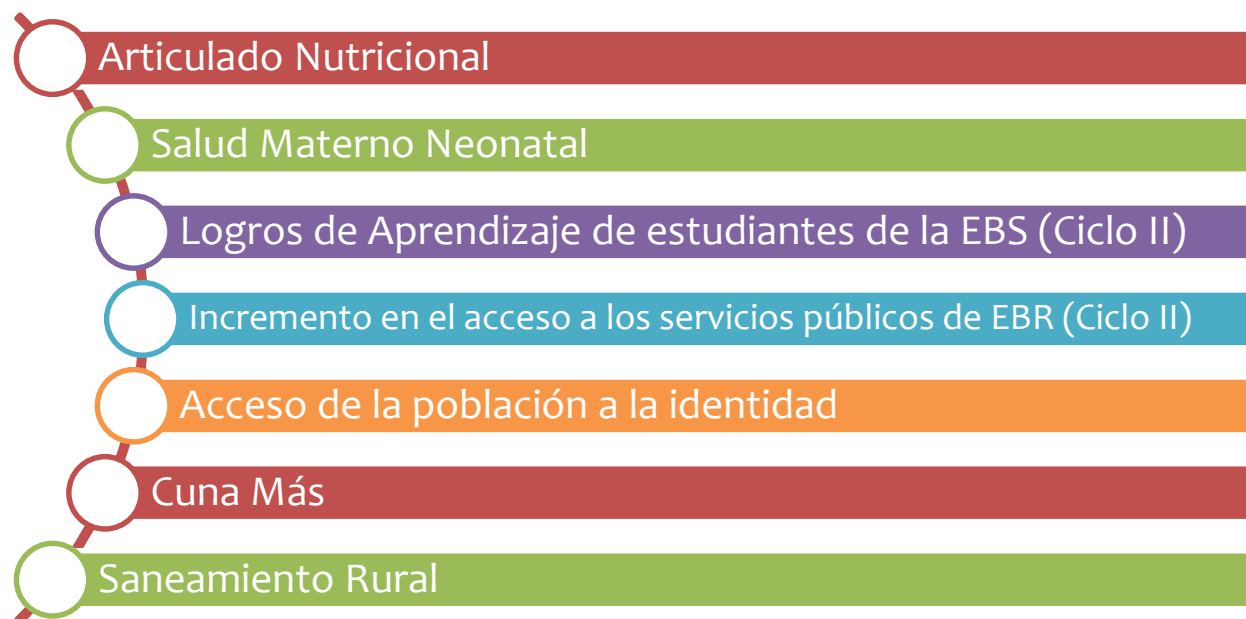 Articulado Nutricional
Salud Materno Neonatal
Logros de Aprendizaje de estudiantes de la EBS (Ciclo II)
Incremento en el acceso a los servicios públicos de EBR (Ciclo II)
Acceso de la población a la identidad
Cuna Más
Saneamiento Rural